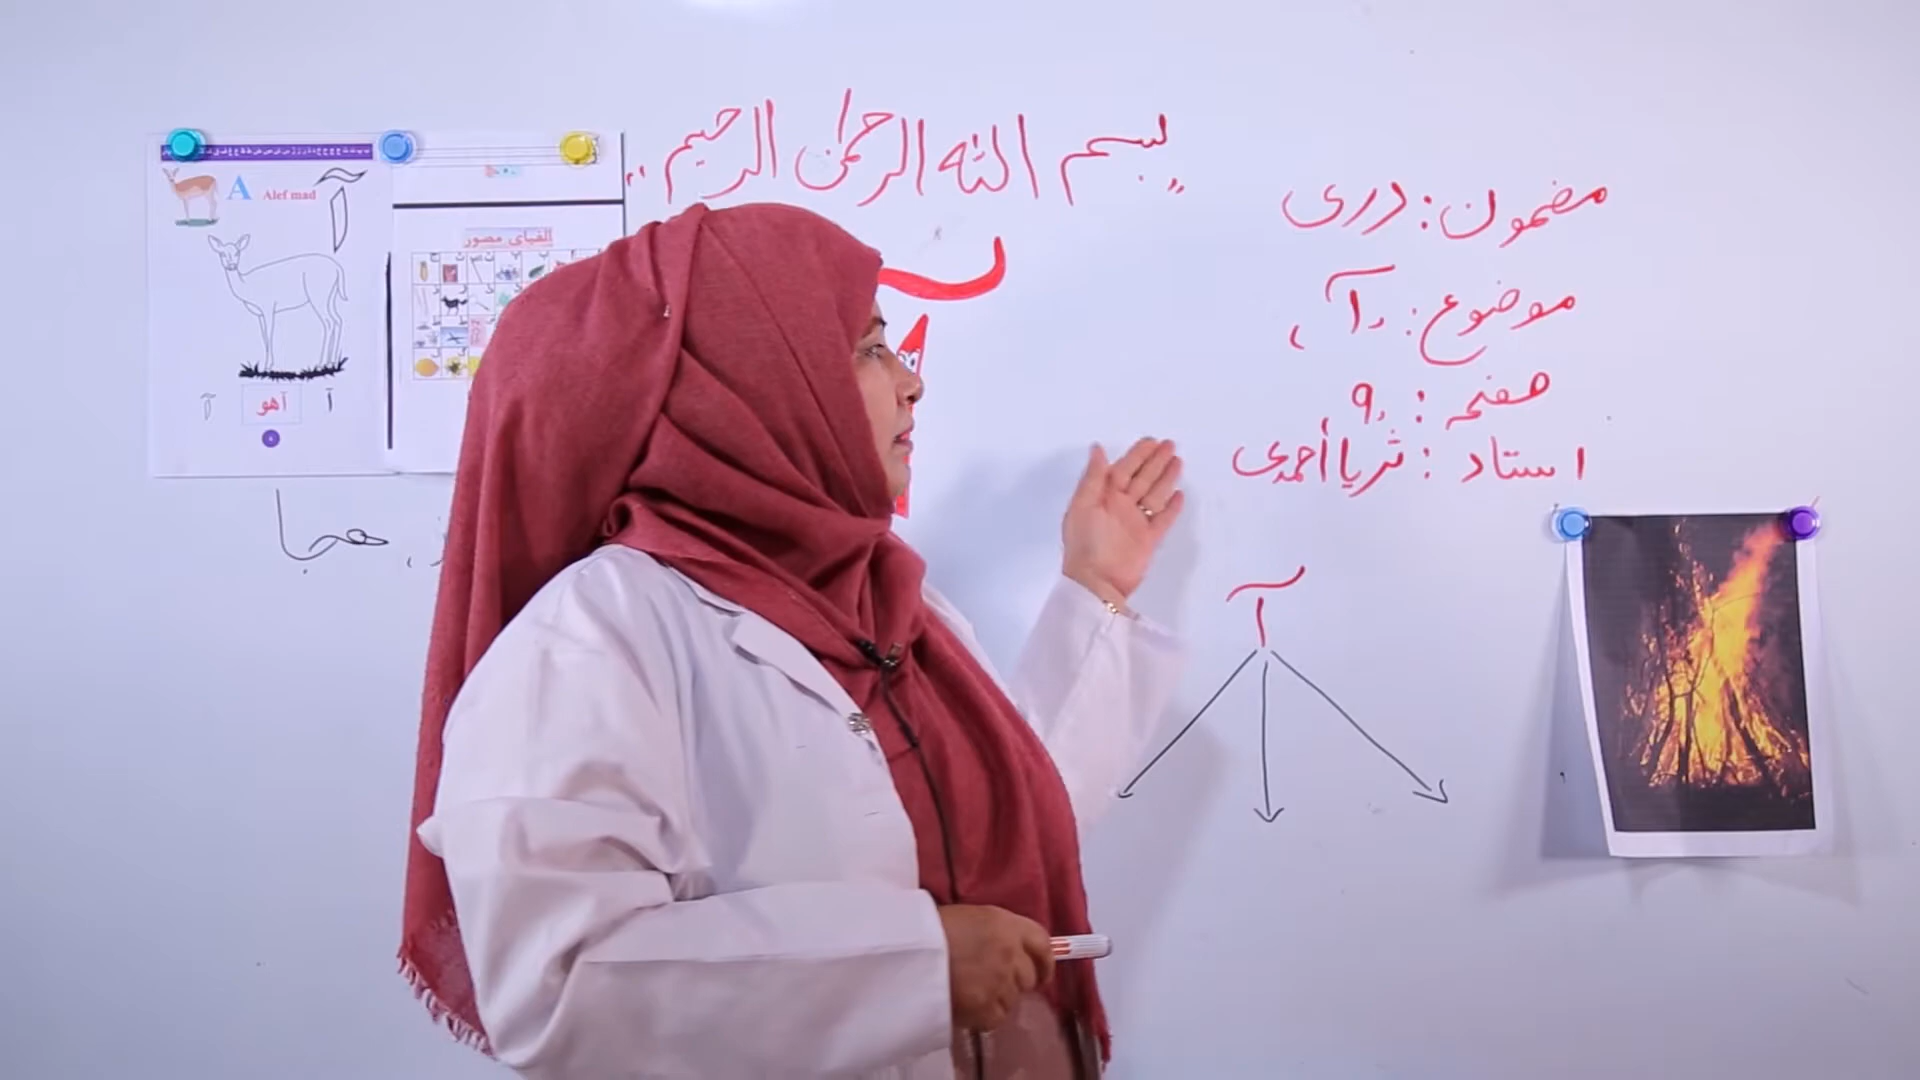 "بسم الله الرحمن الرحیم"
مضمون: دری
موضوع: "آ"
صفحه: "۹"
استاد: ثریا احمدی
آ
A Alef mad آ
آ آهو آ
الفبای مصور
هجا